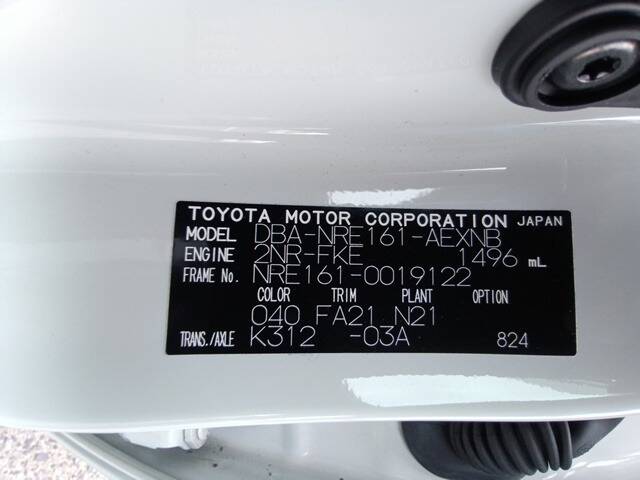 TOYOTA MOTOR CORPORATION JAPAN
MODEL DBA-NRE161-AEXNB
ENGINE 2NR-FKE 1496 mL
FRAME No. NRE161-0019122
COLOR TRIM PLANT OPTION
040 FA21 N21
TRANS./AXLE K312 -03A 824